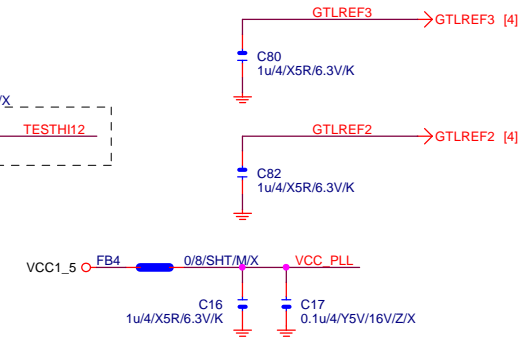 GTLREF3
GTLREF3 [4]
C80
1u/4/X5R/6.3V/K
/X
TESTHI12
GTLREF2
GTLREF2 [4]
C82
1u/4/X5R/6.3V/K
VCC1_5
FB4
0/8/SHT/M/X
VCC_PLL
C16
1u/4/X5R/6.3V/K
C17
0.1u/4/Y5V/16V/Z/X